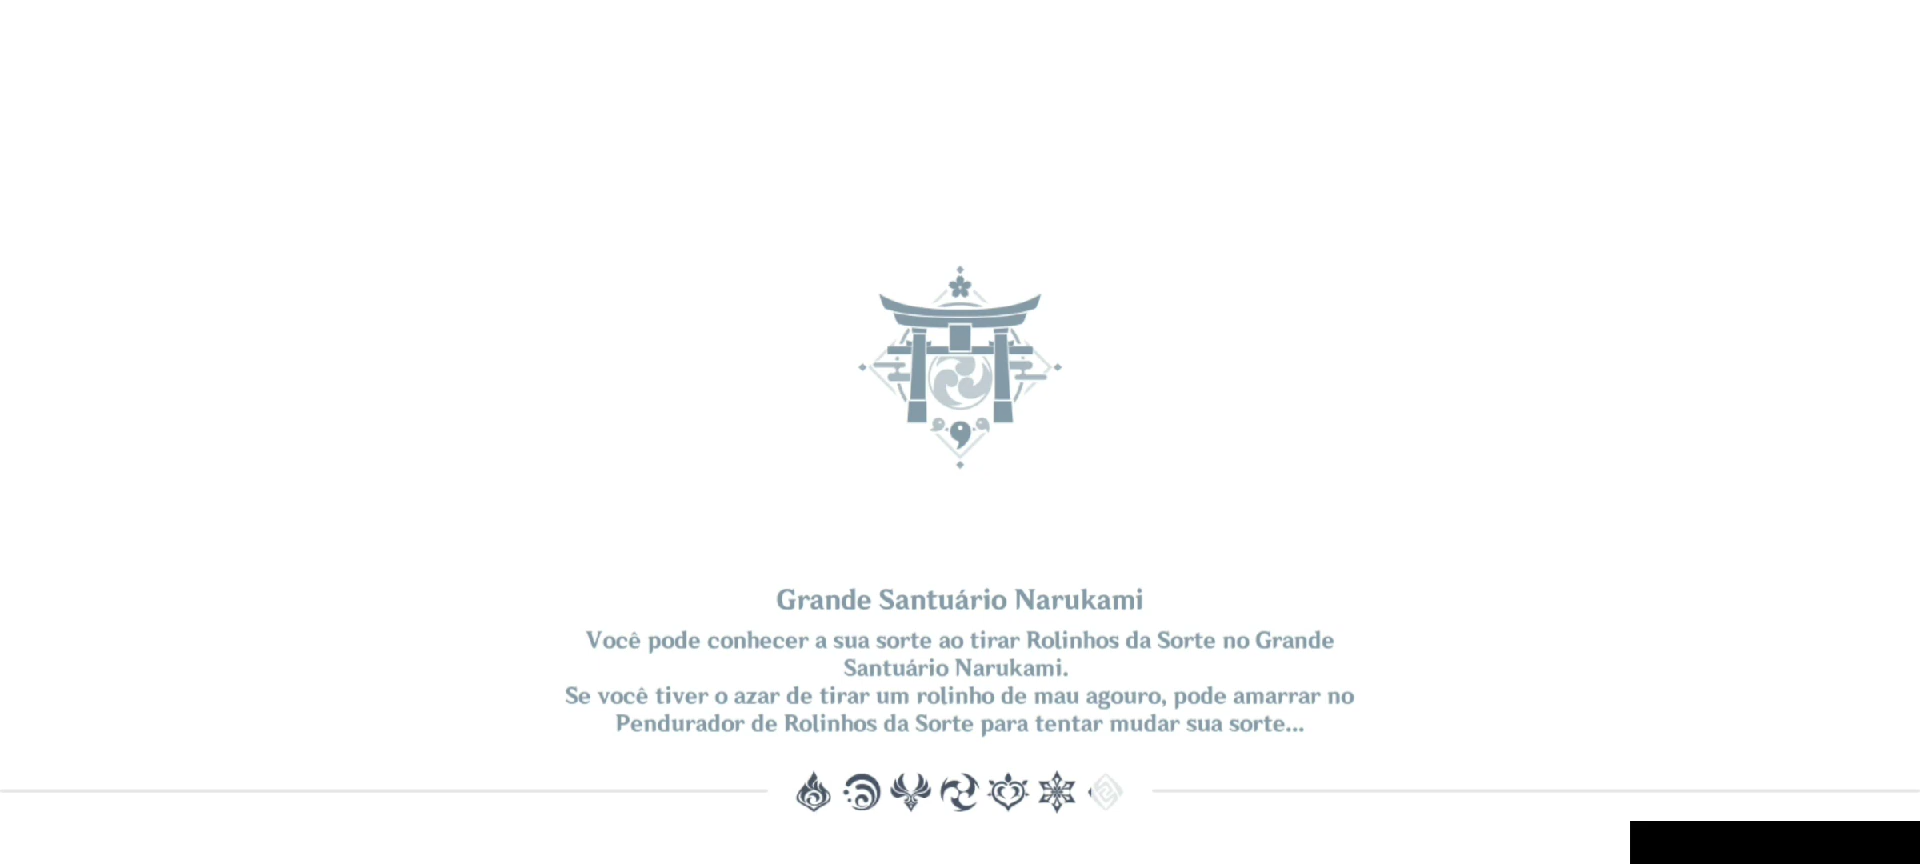 Grande Santuário Narukami
Você pode conhecer a sua sorte ao tirar Rolinhos da Sorte no Grande
Santuário Narukami.
Se você tiver o azar de tirar um rolinho de mau agouro, pode amarrar no
Pendurador de Rolinhos da Sorte para tentar mudar sua sorte...